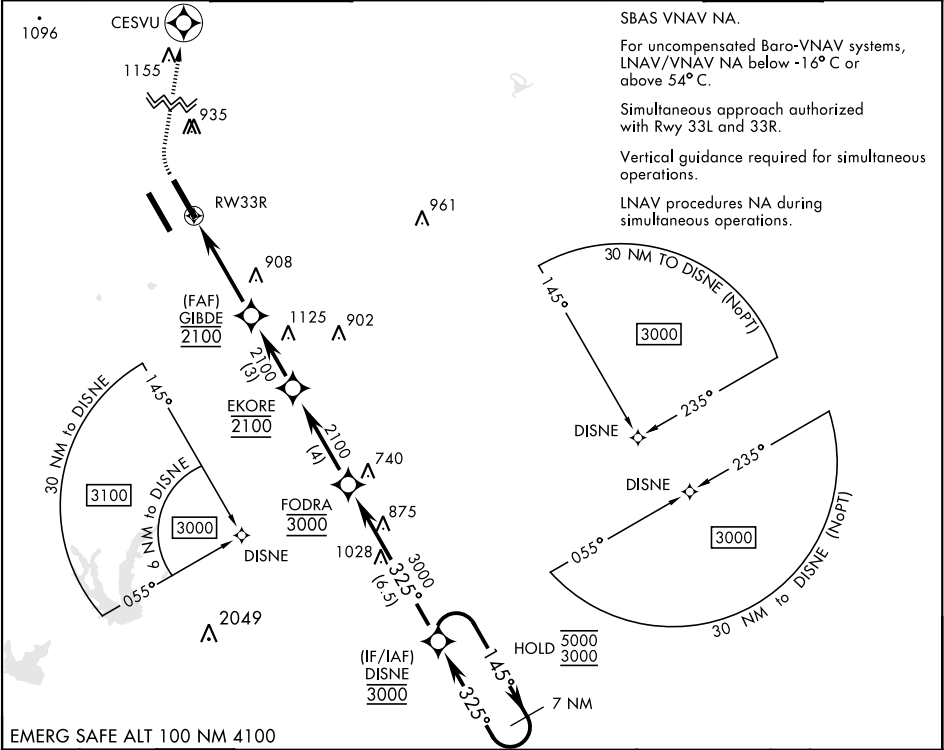 1096
CESVU
1155
935
RW33R
961
908
(FAF)
GIBDE
2100
1125
902
2100
(3)
EKORE
2100
2100
(4)
740
FODRA
3000
875
1028
3000
325°
(6.5)
(IF/IAF)
DISNE
3000
HOLD
5000
3000
145°
325°
7 NM
2049
30 NM to DISNE
145°
3100
6 NM to DISNE
3000
055°
DISNE
SBAS VNAV NA.
For uncompensated Baro-VNAV systems,
LNAV/VNAV NA below -16° C or
above 54° C.
Simultaneous approach authorized
with Rwy 33L and 33R.
Vertical guidance required for simultaneous
operations.
LNAV procedures NA during
simultaneous operations.
30 NM TO DISNE (NoPT)
145°
3000
235°
DISNE
DISNE
235°
055°
3000
30 NM to DISNE (NoPT)
EMERG SAFE ALT 100 NM 4100